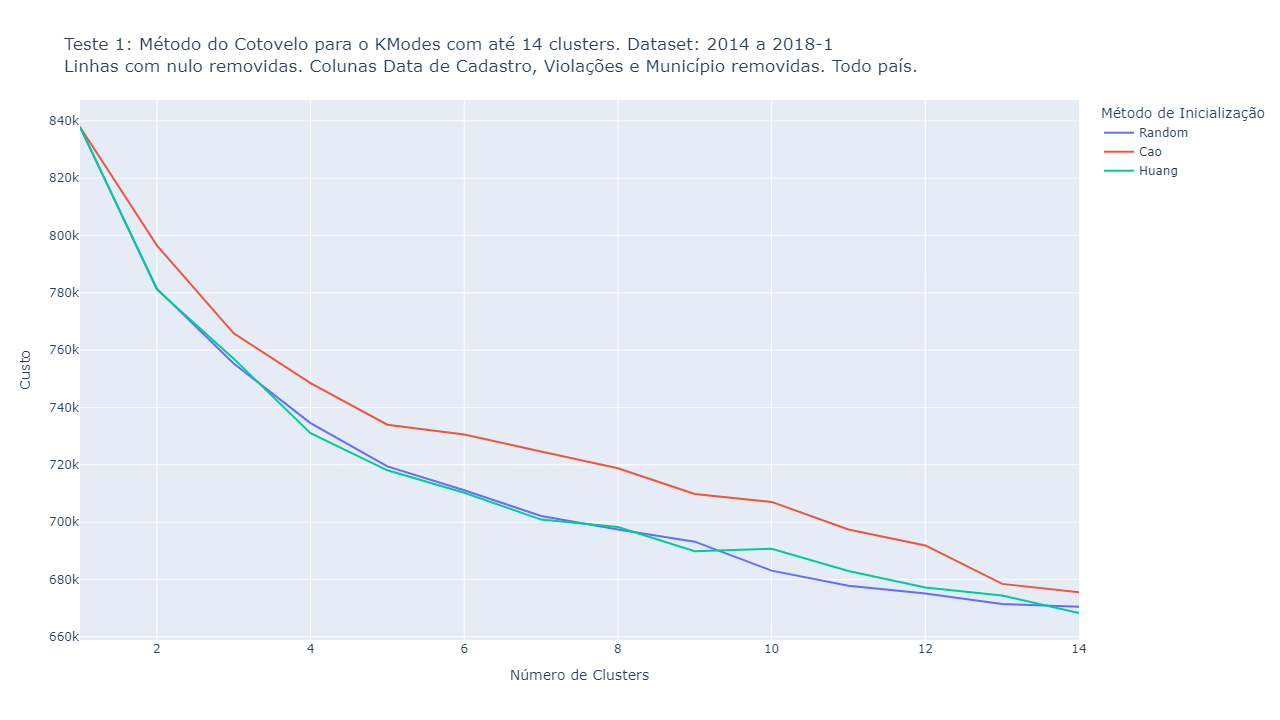 Teste 1: Método do Cotovelo para o KModes com até 14 clusters. Dataset: 2014 a 2018-1
Linhas com nulo removidas. Colunas Data de Cadastro, Violações e Município removidas. Todo país.
Método de Inicialização
Random
Cao
Huang
840k
820k
800k
780k
760k
740k
720k
700k
680k
660k
Custo
2
4
6
8
10
12
14
Número de Clusters